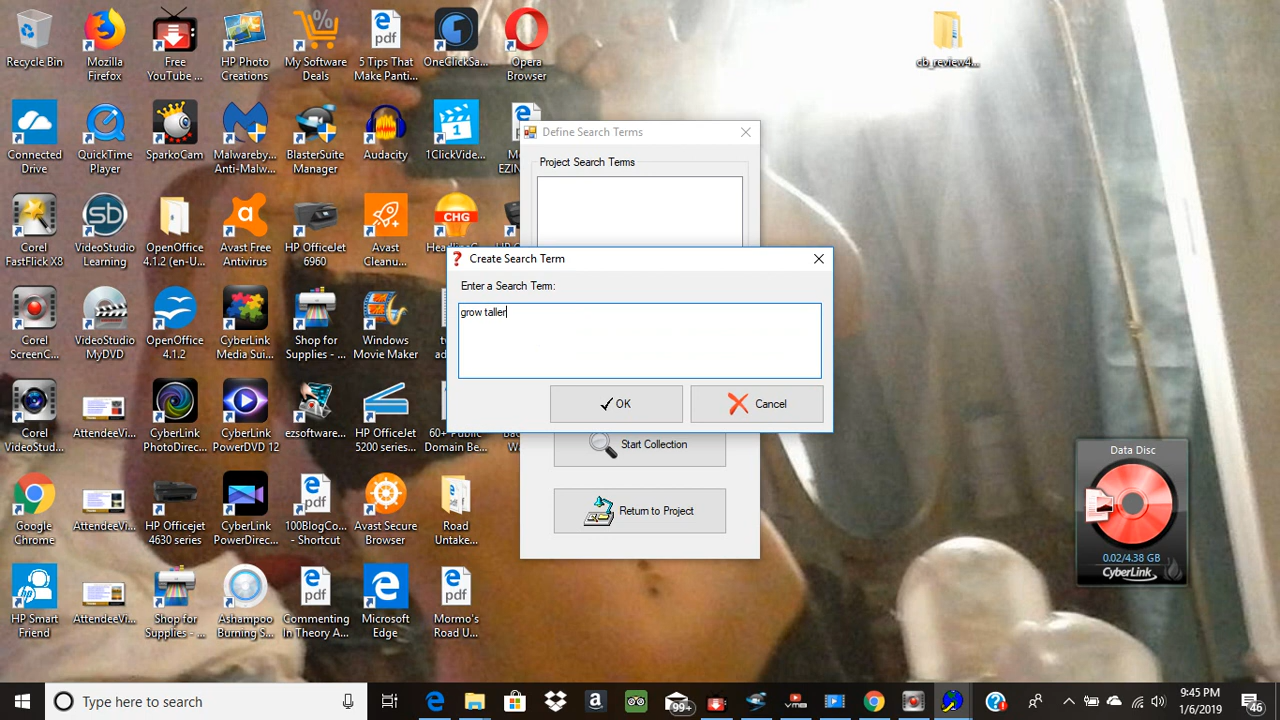 Recycle Bin
Mozilla
Firefox
Free
YouTube ...
HP Photo
Creations
My Software
Deals
5 Tips That
Make Panti...
OneClickSa...
Opera
Browser
cb_review4...
Connected
Drive
QuickTime
Player
SparkoCam
Malwareby...
Anti-Malw...
BlasterSuite
Manager
Audacity
1ClickVide...
EZIN
Define Search Terms
Project Search Terms
Corel
FastFlick X8
VideoStudio
Learning
OpenOffice
4.1.2 (en-U...
Avast Free
Antivirus
HP OfficeJet
6960
Avast
Cleanu...
CHG
Create Search Term
Enter a Search Term:
grow taller
OK
Cancel
Corel
ScreenC...
VideoStudio
MyDVD
OpenOffice
4.1.2
CyberLink
Media Sui...
Shop for
Supplies - ...
Windows
Movie Maker
Corel
VideoStud...
AttendeeVi...
CyberLink
PhotoDirec...
CyberLink
PowerDVD 12
ezsoftware...
HP OfficeJet
5200 series...
60+ Public
Domain Be...
Start Collection
Return to Project
Data Disc
0.02/4.38 GB
CyberLink
Google
Chrome
AttendeeVi...
HP Officejet
4630 series
CyberLink
PowerDirec...
100BlogCo...
- Shortcut
Avast Secure
Browser
Road
Untake...
HP Smart
Friend
AttendeeVi...
Shop for
Supplies - ...
Ashampoo
Burning S...
Commenting
In Theory A...
Microsoft
Edge
Mormo's
Road U...
Type here to search
99+
9:45 PM
1/6/2019
46